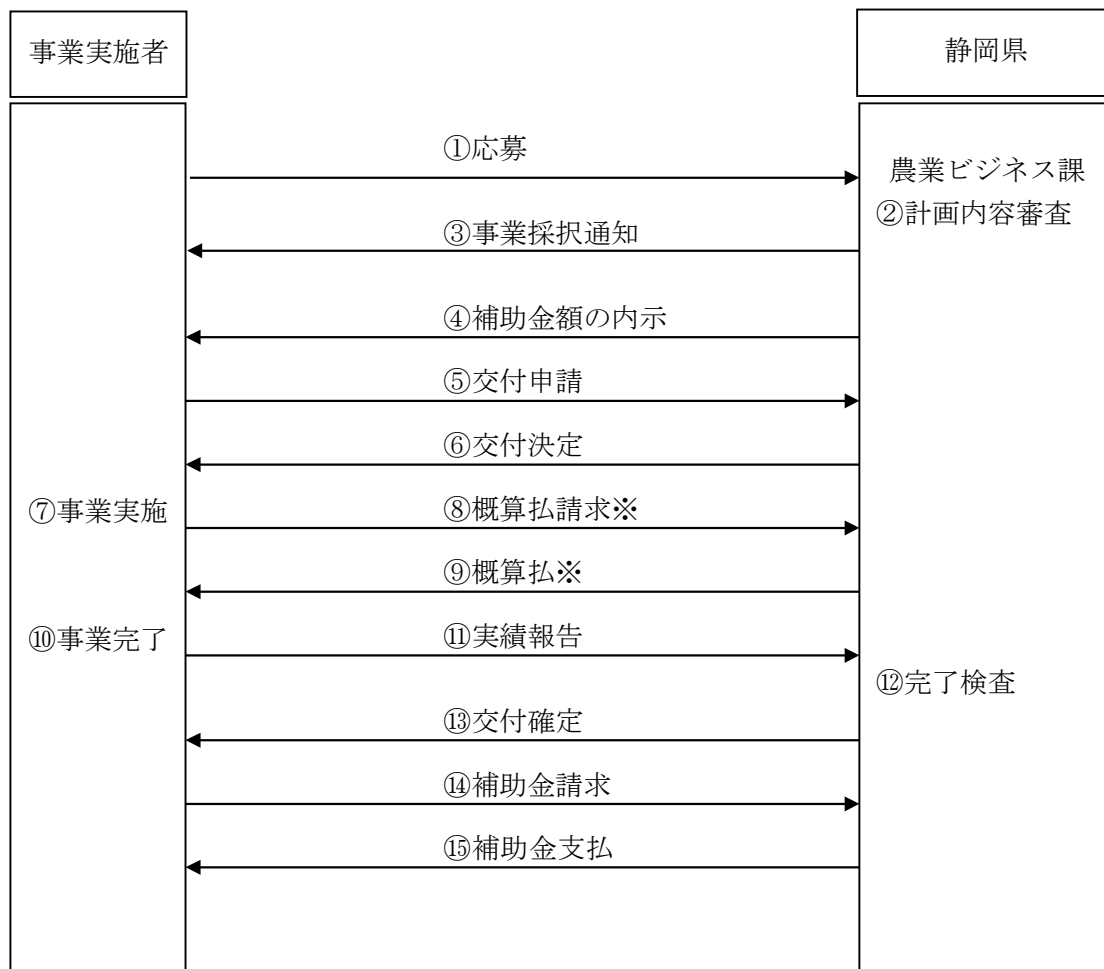 事業実施者
静岡県
①応募
農業ビジネス課
②計画内容審査
③事業採択通知
④補助金額の内示
⑤交付申請
⑥交付決定
⑦事業実施
⑧概算払請求※
⑨概算払※
⑩事業完了
⑪実績報告
⑫完了検査
⑬交付確定
⑭補助金請求
⑮補助金支払